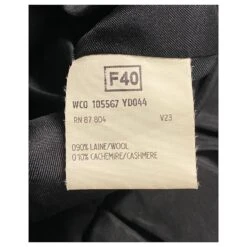 F40
WCO 105567 YD044
RN 87 804 V23
090% LAINE/WOOL
010% CACHEMIRE/CASHMERE